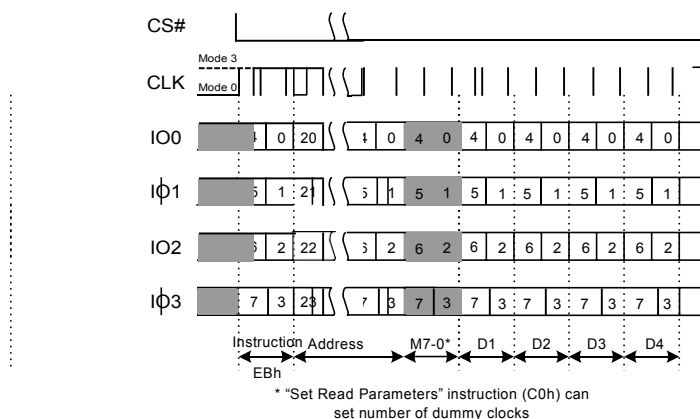 CS#
Mode 3
CLK
Mode 0
IO0 4 0 20 4 0 4 0 4 0 4 0 4 0 4 0
IO1 5 1 21 5 1 5 1 5 1 5 1 5 1 5 1
IO2 6 2 22 6 2 6 2 6 2 6 2 6 2 6 2
IO3 7 3 23 7 3 7 3 7 3 7 3 7 3 7 3
Instruction Address M7-0* D1 D2 D3 D4
EBh
* "Set Read Parameters" instruction (C0h) can
set number of dummy clocks